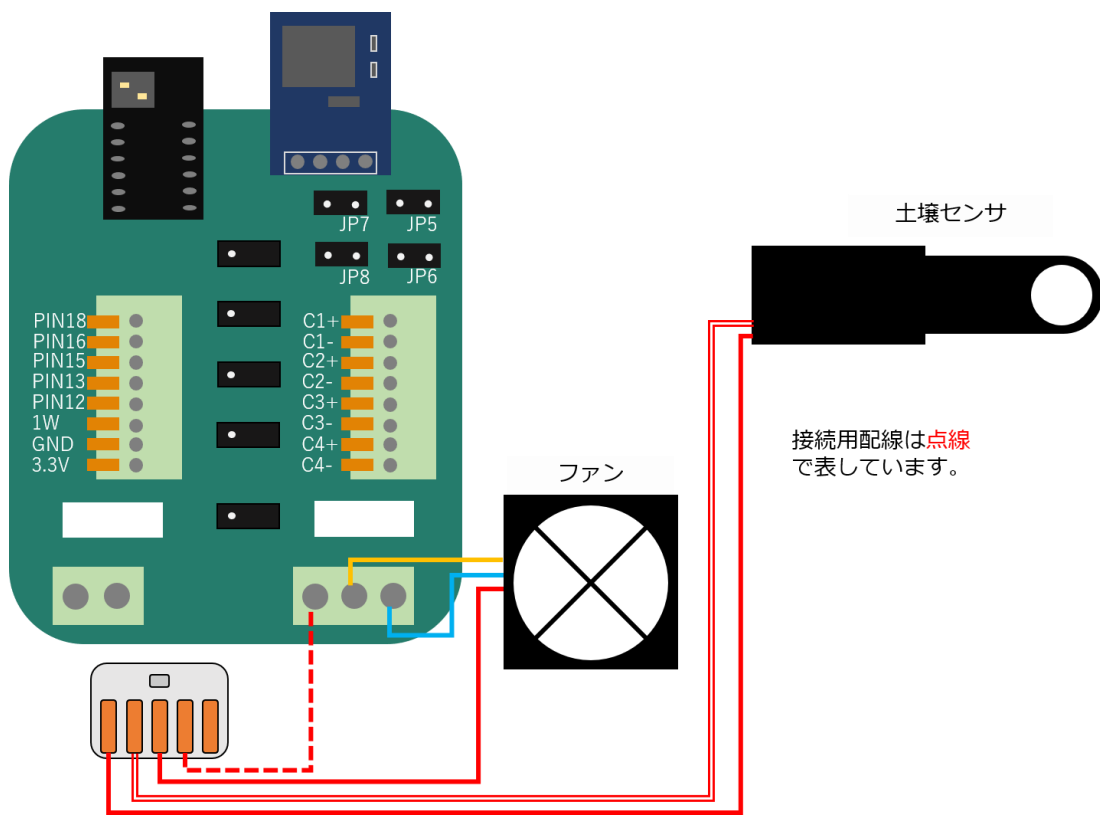 JP7
JP5
JP8
JP6
土壌センサ
PIN18
PIN16
PIN15
PIN13
PIN12
1W
GND
3.3V
C1+
C1-
C2+
C2-
C3+
C3-
C4+
C4-
接続用配線は点線
で表しています。
ファン